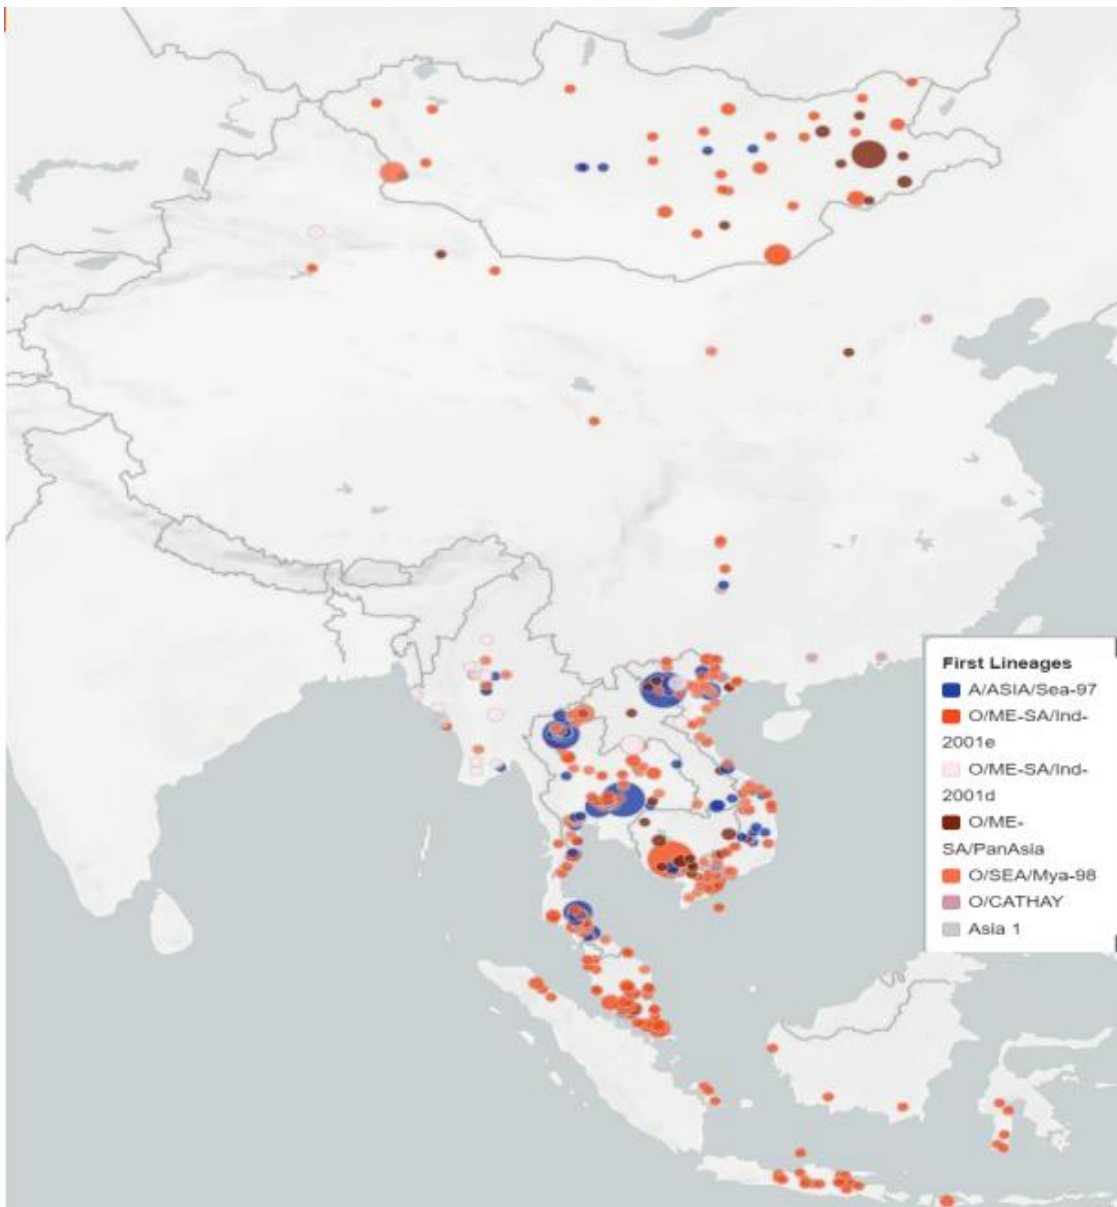 First Lineages
A/ASIA/Sea-97
O/ME-SA/Ind-
2001e
O/ME-SA/Ind-
2001d
O/ME-
SA/PanAsia
O/SEA/Mya-98
O/CATHAY
Asia 1